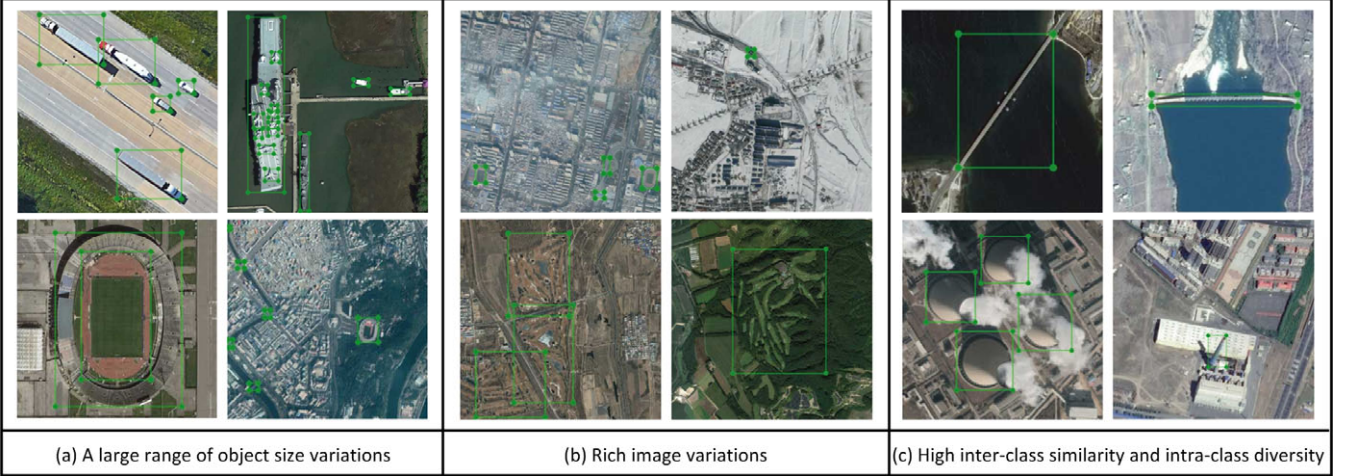 (a) A large range of object size variations
(b) Rich image variations
(c) High inter-class similarity and intra-class diversity